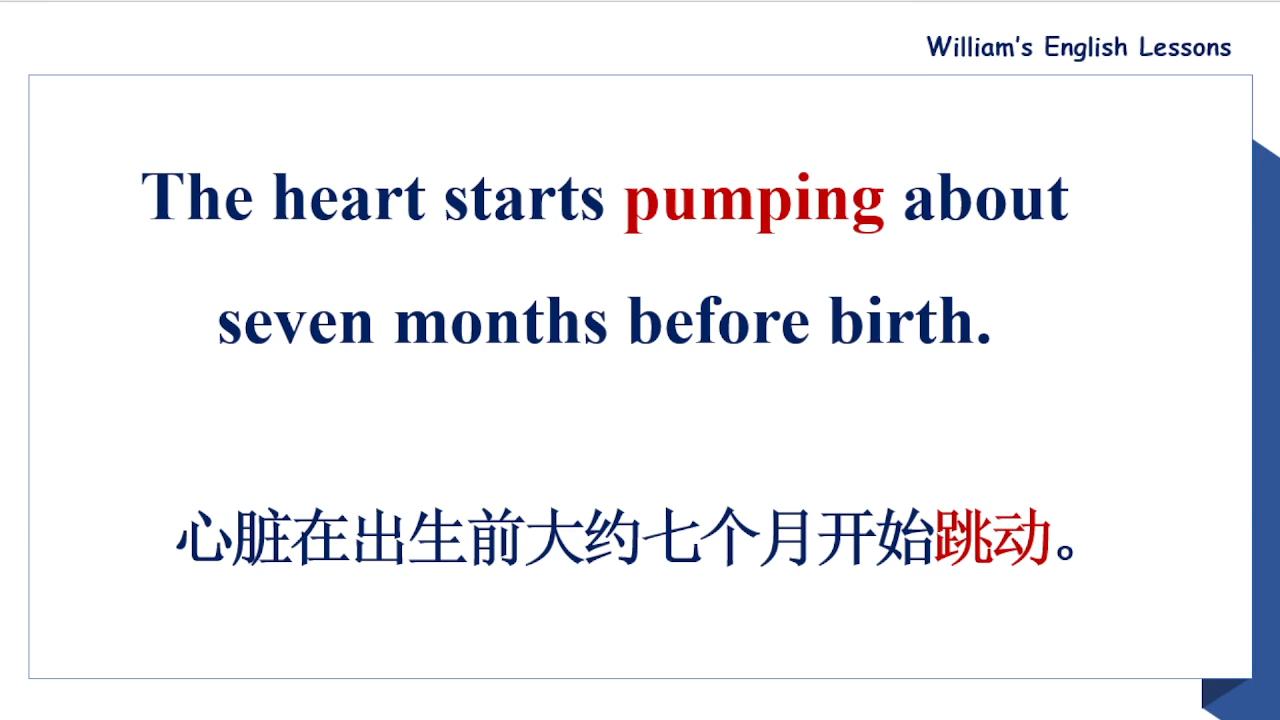 William's English Lessons
The heart starts pumping about
seven months before birth.
心脏在出生前大约七个月开始跳动。